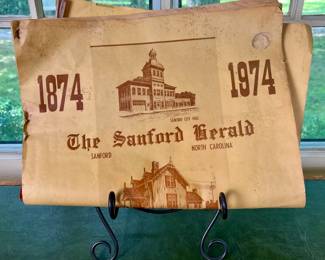 1874 1974
SANFORD CITY HALL
The Sanford Herald
SANFORD NORTH CAROLINA